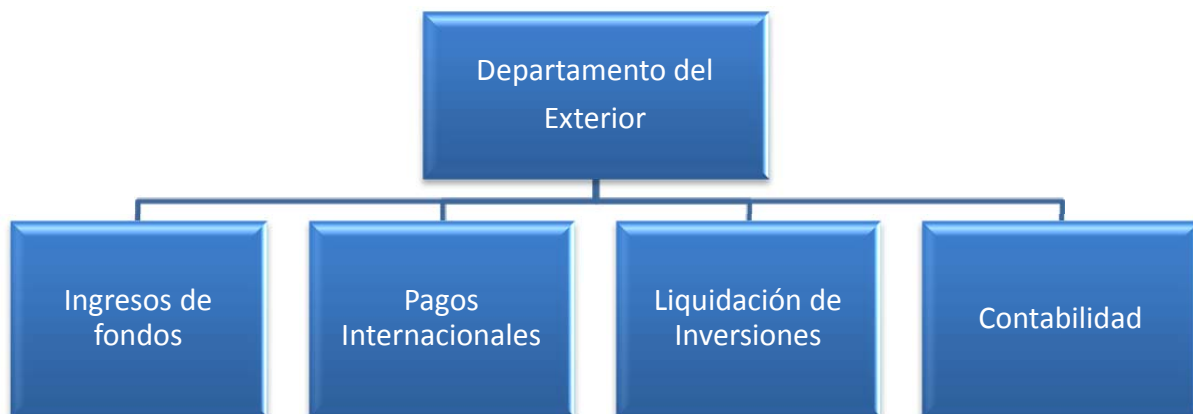 Departamento del
Exterior
Ingresos de
fondos
Pagos
Internacionales
Liquidación de
Inversiones
Contabilidad